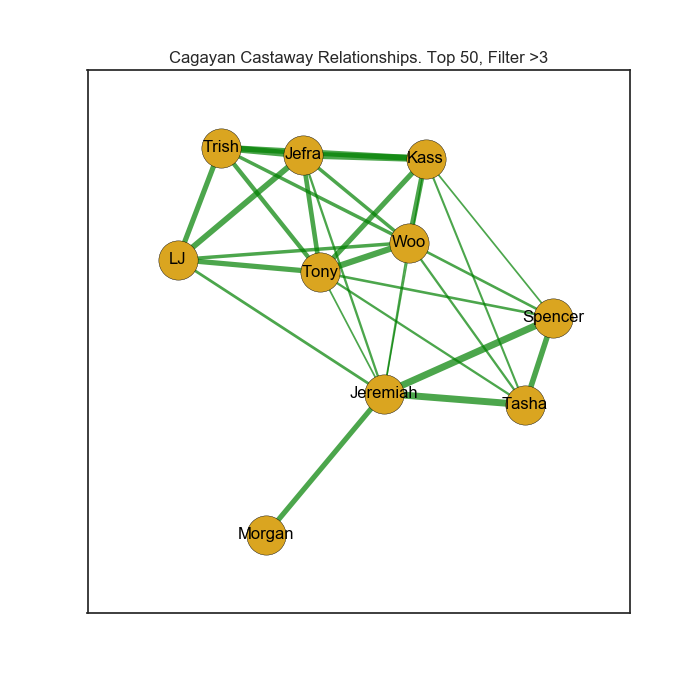 Cagayan Castaway Relationships. Top 50, Filter >3
Trish
Jefra
Kass
Woo
LJ
Tony
Spencer
Jeremiah
Tasha
Morgan